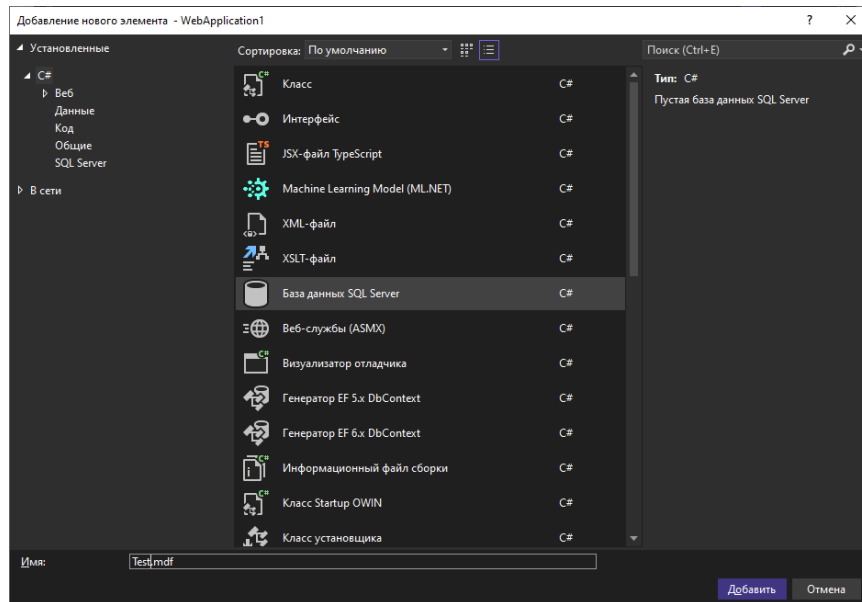 Добавление нового элемента - WebApplication1
? ×
Установленные
C#
Веб
Данные
Код
Общие
SQL Server
В сети
Сортировка: По умолчанию
Класс C#
Интерфейс C#
JSX-файл TypeScript C#
Machine Learning Model (ML.NET) C#
XML-файл C#
XSLT-файл C#
База данных SQL Server C#
Веб-службы (ASMX) C#
Визуализатор отладчика C#
Генератор EF 5.x DbContext C#
Генератор EF 6.x DbContext C#
Информационный файл сборки C#
Класс Startup OWIN C#
Класс установщика C#
Поиск (Ctrl+E)
Тип: C#
Пустая база данных SQL Server
Имя: Test.mdf
Добавить Отмена